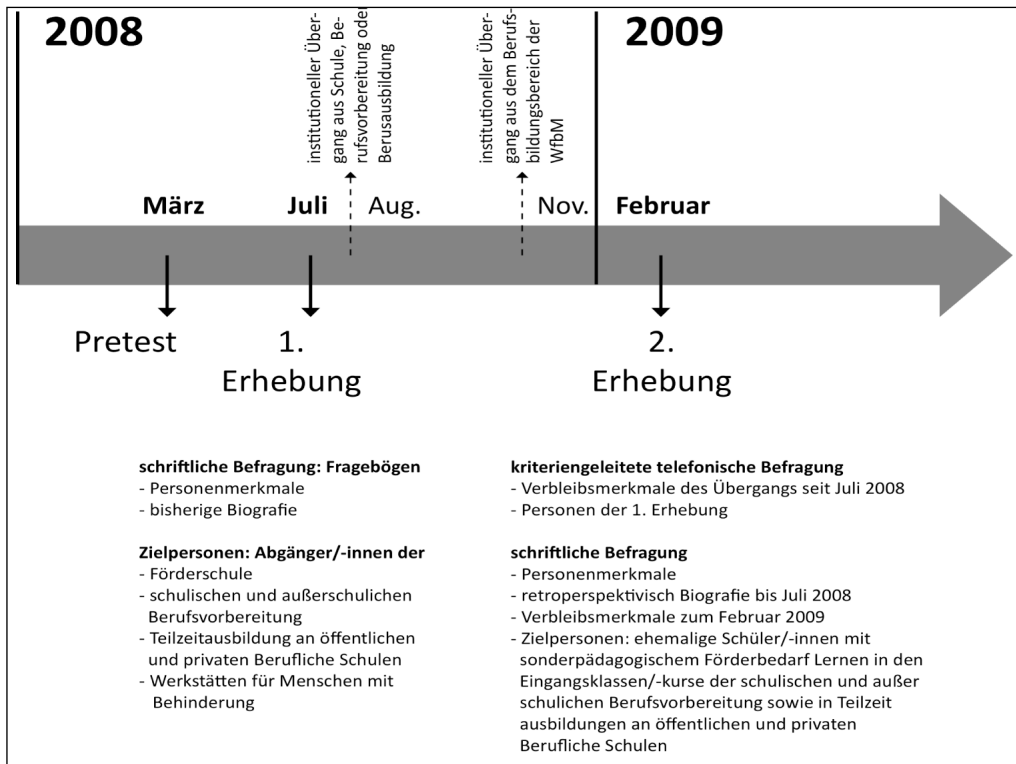 2008
2009
institutioneller Über-
gang aus Schule, Be-
rufsvorbereitung oder
Berusausbildung
institutioneller Über-
gang aus dem Berufs-
bildungsbereich der
WfbM
März
Juli
Aug.
Nov.
Februar
Pretest
1.
Erhebung
2.
Erhebung
schriftliche Befragung: Fragebögen
- Personenmerkmale
- bisherige Biografie
Zielpersonen: Abgänger/-innen der
- Förderschule
- schulischen und außerschulichen
Berufsvorbereitung
- Teilzeitausbildung an öffentlichen
und privaten Berufliche Schulen
- Werkstätten für Menschen mit
Behinderung
kriteriengeleitete telefonische Befragung
- Verbleibsmerkmale des Übergangs seit Juli 2008
- Personen der 1. Erhebung
schriftliche Befragung
- Personenmerkmale
- retroperspektivisch Biografie bis Juli 2008
- Verbleibsmerkmale zum Februar 2009
- Zielpersonen: ehemalige Schüler/-innen mit
sonderpädagogischem Förderbedarf Lernen in den
Eingangsklassen/-kurse der schulischen und außer
schulichen Berufsvorbereitung sowie in Teilzeit
ausbildungen an öffentlichen und privaten
Berufliche Schulen